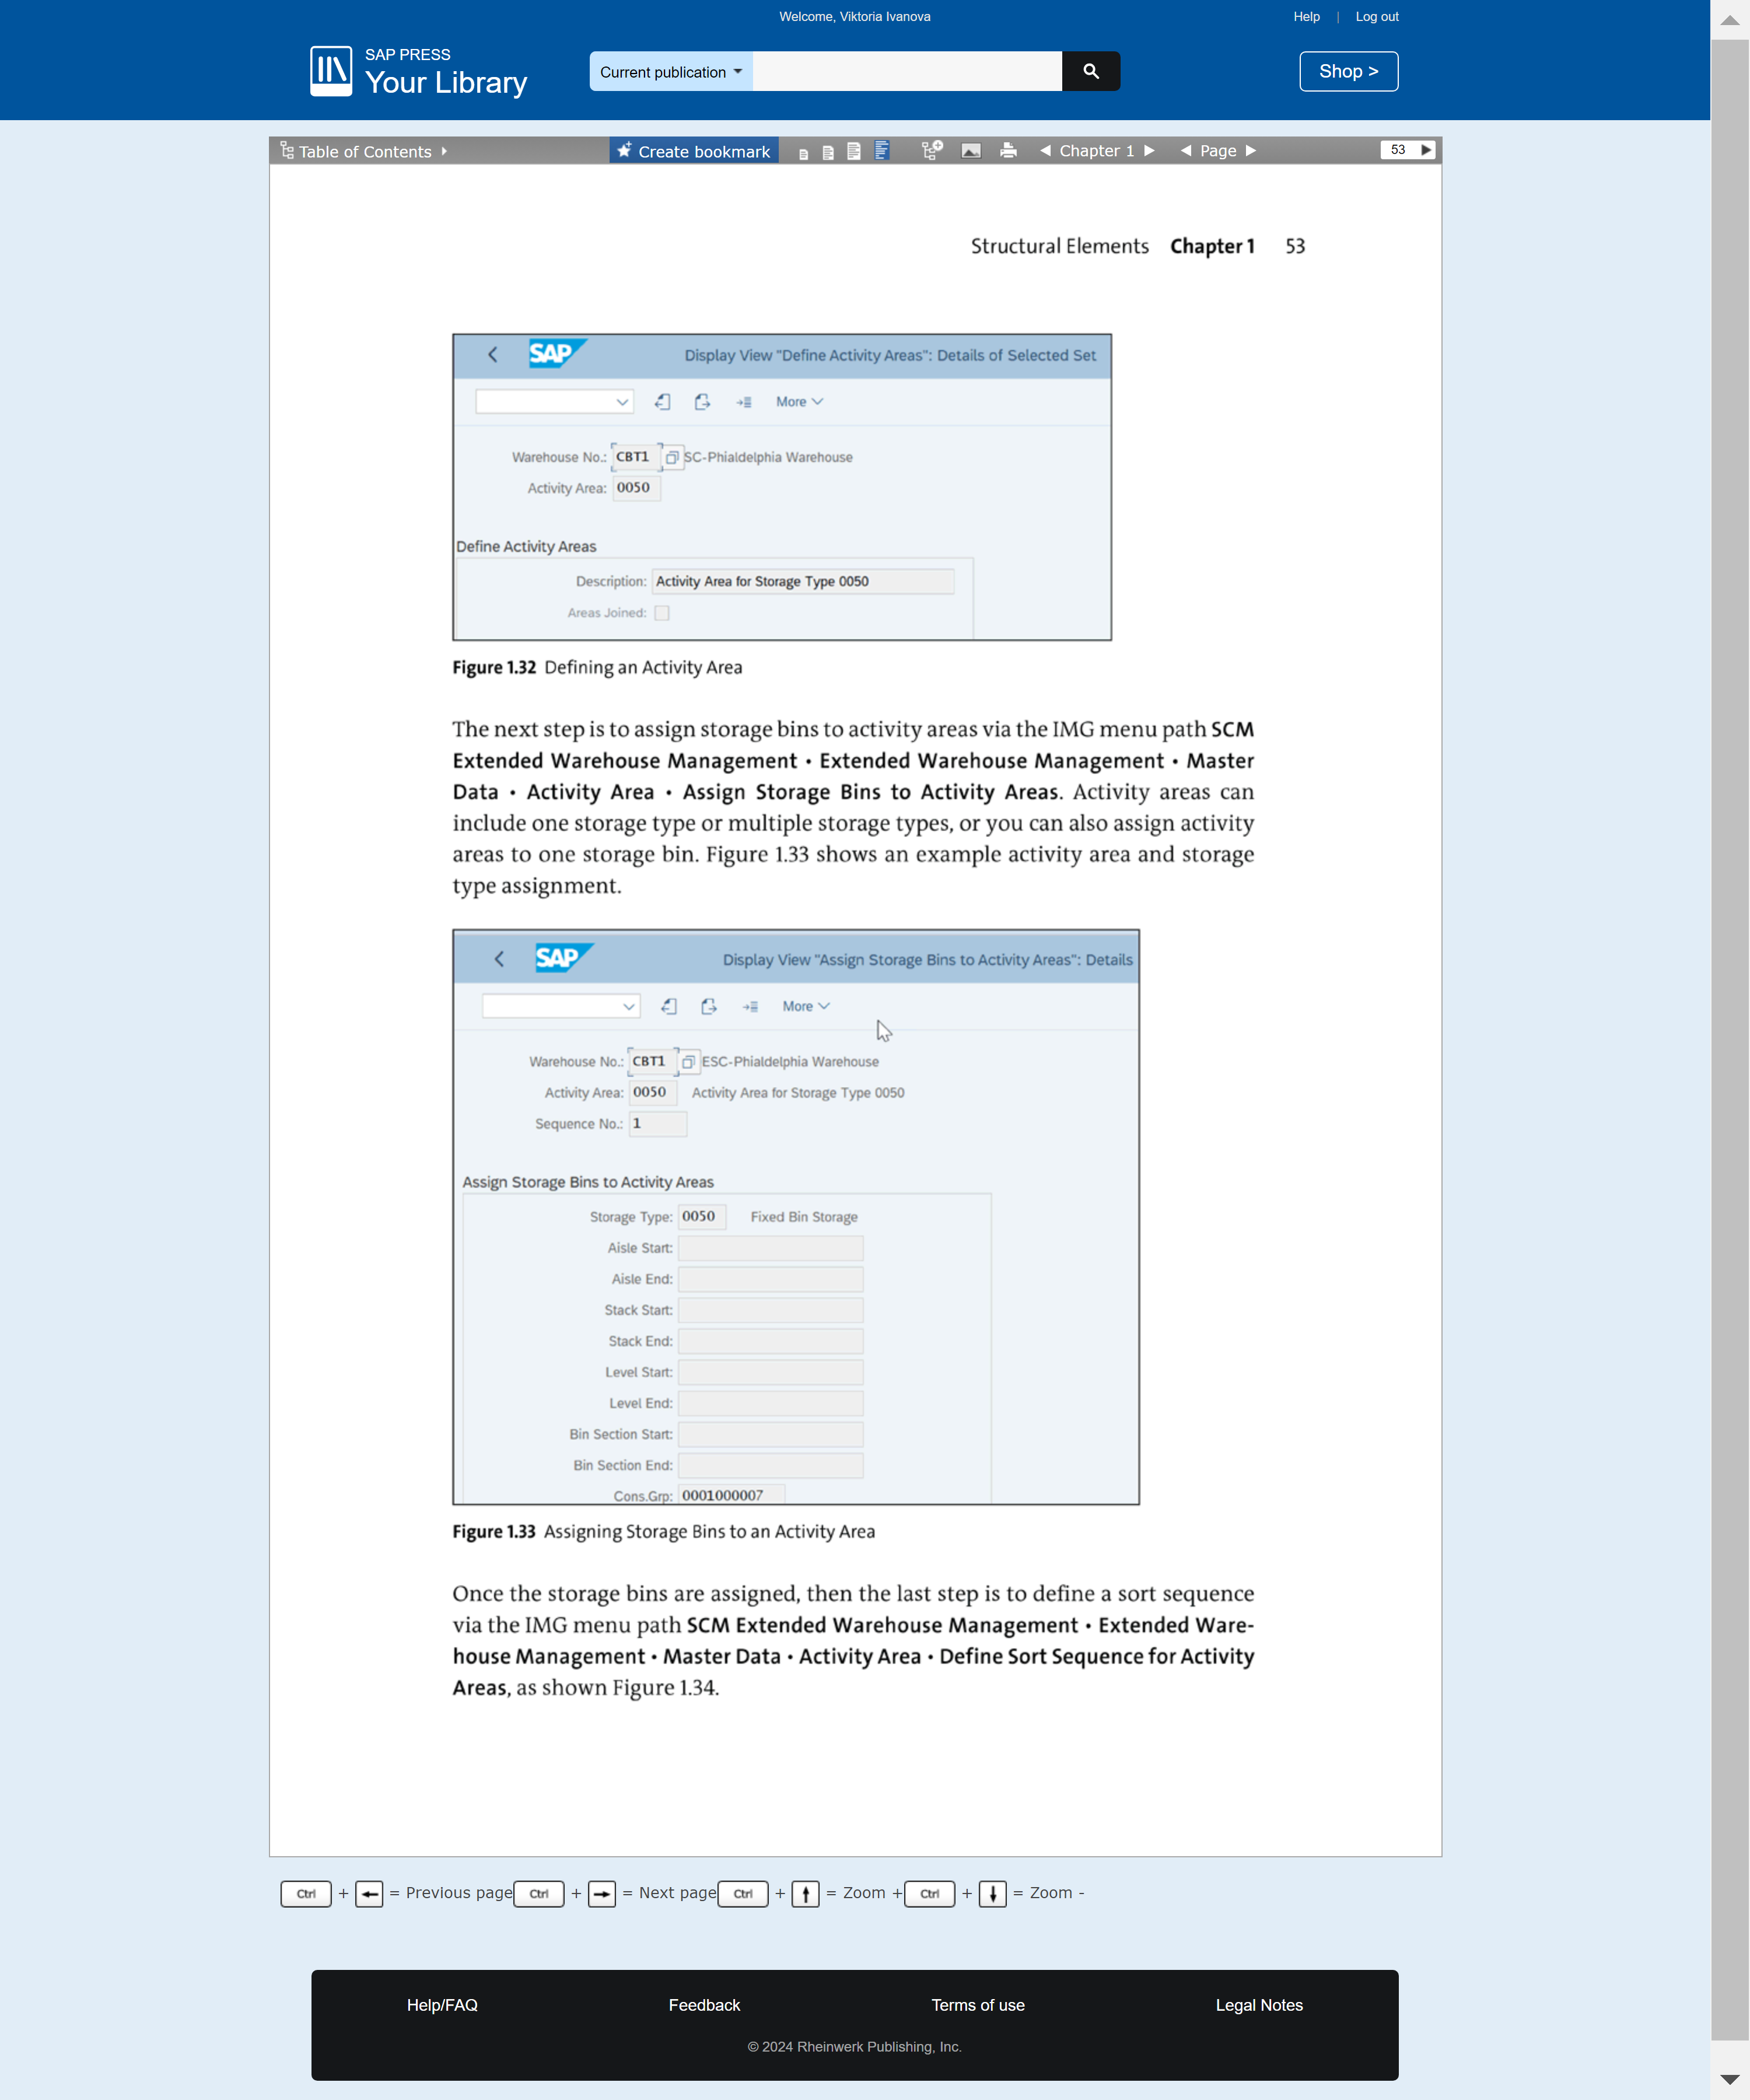 Welcome, Viktoria Ivanova
Help | Log out
SAP PRESS
Your Library
Current publication
Shop >
Table of Contents
Create bookmark
Chapter 1
Page
53
Structural Elements Chapter 1 53
SAP
Display View "Define Activity Areas": Details of Selected Set
More
Warehouse No.: CBT1 SC-Phialdelphia Warehouse
Activity Area: 0050
Define Activity Areas
Description: Activity Area for Storage Type 0050
Areas Joined:
Figure 1.32 Defining an Activity Area
The next step is to assign storage bins to activity areas via the IMG menu path SCM
Extended Warehouse Management • Extended Warehouse Management • Master
Data • Activity Area • Assign Storage Bins to Activity Areas. Activity areas can
include one storage type or multiple storage types, or you can also assign activity
areas to one storage bin. Figure 1.33 shows an example activity area and storage
type assignment.
SAP
Display View "Assign Storage Bins to Activity Areas": Details
More
Warehouse No.: CBT1 ESC-Phialdelphia Warehouse
Activity Area: 0050 Activity Area for Storage Type 0050
Sequence No.: 1
Assign Storage Bins to Activity Areas
Storage Type: 0050 Fixed Bin Storage
Aisle Start:
Aisle End:
Stack Start:
Stack End:
Level Start:
Level End:
Bin Section Start:
Bin Section End:
Cons.Grp: 0001000007
Figure 1.33 Assigning Storage Bins to an Activity Area
Once the storage bins are assigned, then the last step is to define a sort sequence
via the IMG menu path SCM Extended Warehouse Management • Extended Ware-
house Management • Master Data • Activity Area • Define Sort Sequence for Activity
Areas, as shown Figure 1.34.
Ctrl + ← = Previous page Ctrl + → = Next page Ctrl + ↑ = Zoom + Ctrl + ↓ = Zoom -
Help/FAQ
Feedback
Terms of use
Legal Notes
© 2024 Rheinwerk Publishing, Inc.